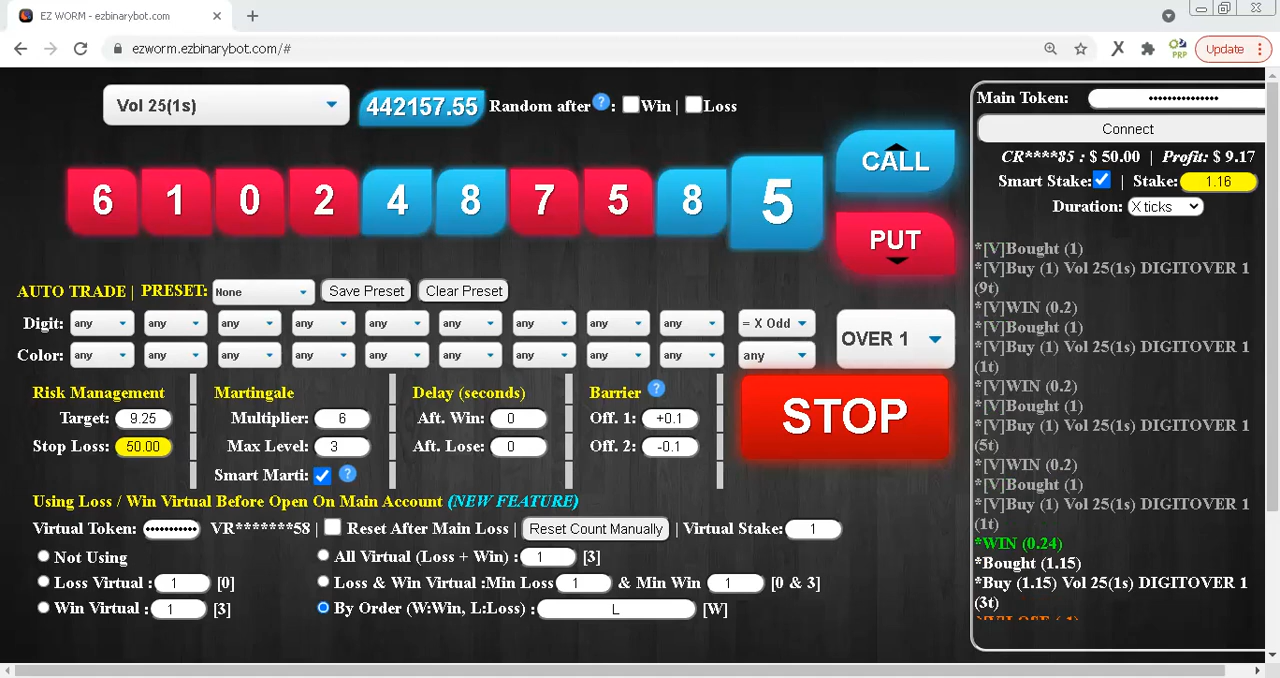 EZ WORM - ezbinarybot.com
ezworm.ezbinarybot.com/#
PRP
Update
Vol 25(1s)
442157.55
Random after ? : Win | Loss
6 1 0 2 4 8 7 5 8 5
CALL
PUT
AUTO TRADE | PRESET: None Save Preset Clear Preset
Digit: any any any any any any any any any = X Odd
Color: any any any any any any any any any any
OVER 1
STOP
Risk Management
Target: 9.25
Stop Loss: 50.00
Martingale
Multiplier: 6
Max Level: 3
Smart Marti: ?
Delay (seconds)
Aft. Win: 0
Aft. Lose: 0
Barrier ?
Off. 1: +0.1
Off. 2: -0.1
Using Loss / Win Virtual Before Open On Main Account (NEW FEATURE)
Virtual Token: •••••••••• VR*******58 | Reset After Main Loss | Reset Count Manually | Virtual Stake: 1
Not Using
All Virtual (Loss + Win) : 1 [3]
Loss Virtual : 1 [0]
Loss & Win Virtual :Min Loss 1 & Min Win 1 [0 & 3]
Win Virtual : 1 [3]
By Order (W:Win, L:Loss) : L [W]
Main Token: •••••••••••••••
Connect
CR****85 : $ 50.00 | Profit: $ 9.17
Smart Stake: | Stake: 1.16
Duration: X ticks
*[V]Bought (1)
*[V]Buy (1) Vol 25(1s) DIGITOVER 1
(9t)
*[V]WIN (0.2)
*[V]Bought (1)
*[V]Buy (1) Vol 25(1s) DIGITOVER 1
(1t)
*[V]WIN (0.2)
*[V]Bought (1)
*[V]Buy (1) Vol 25(1s) DIGITOVER 1
(5t)
*[V]WIN (0.2)
*[V]Bought (1)
*[V]Buy (1) Vol 25(1s) DIGITOVER 1
(1t)
*WIN (0.24)
*Bought (1.15)
*Buy (1.15) Vol 25(1s) DIGITOVER 1
(3t)